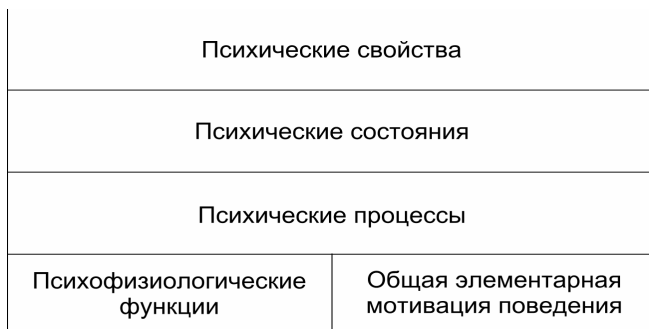 Психические свойства
Психические состояния
Психические процессы
Психофизиологические
функции
Общая элементарная
мотивация поведения